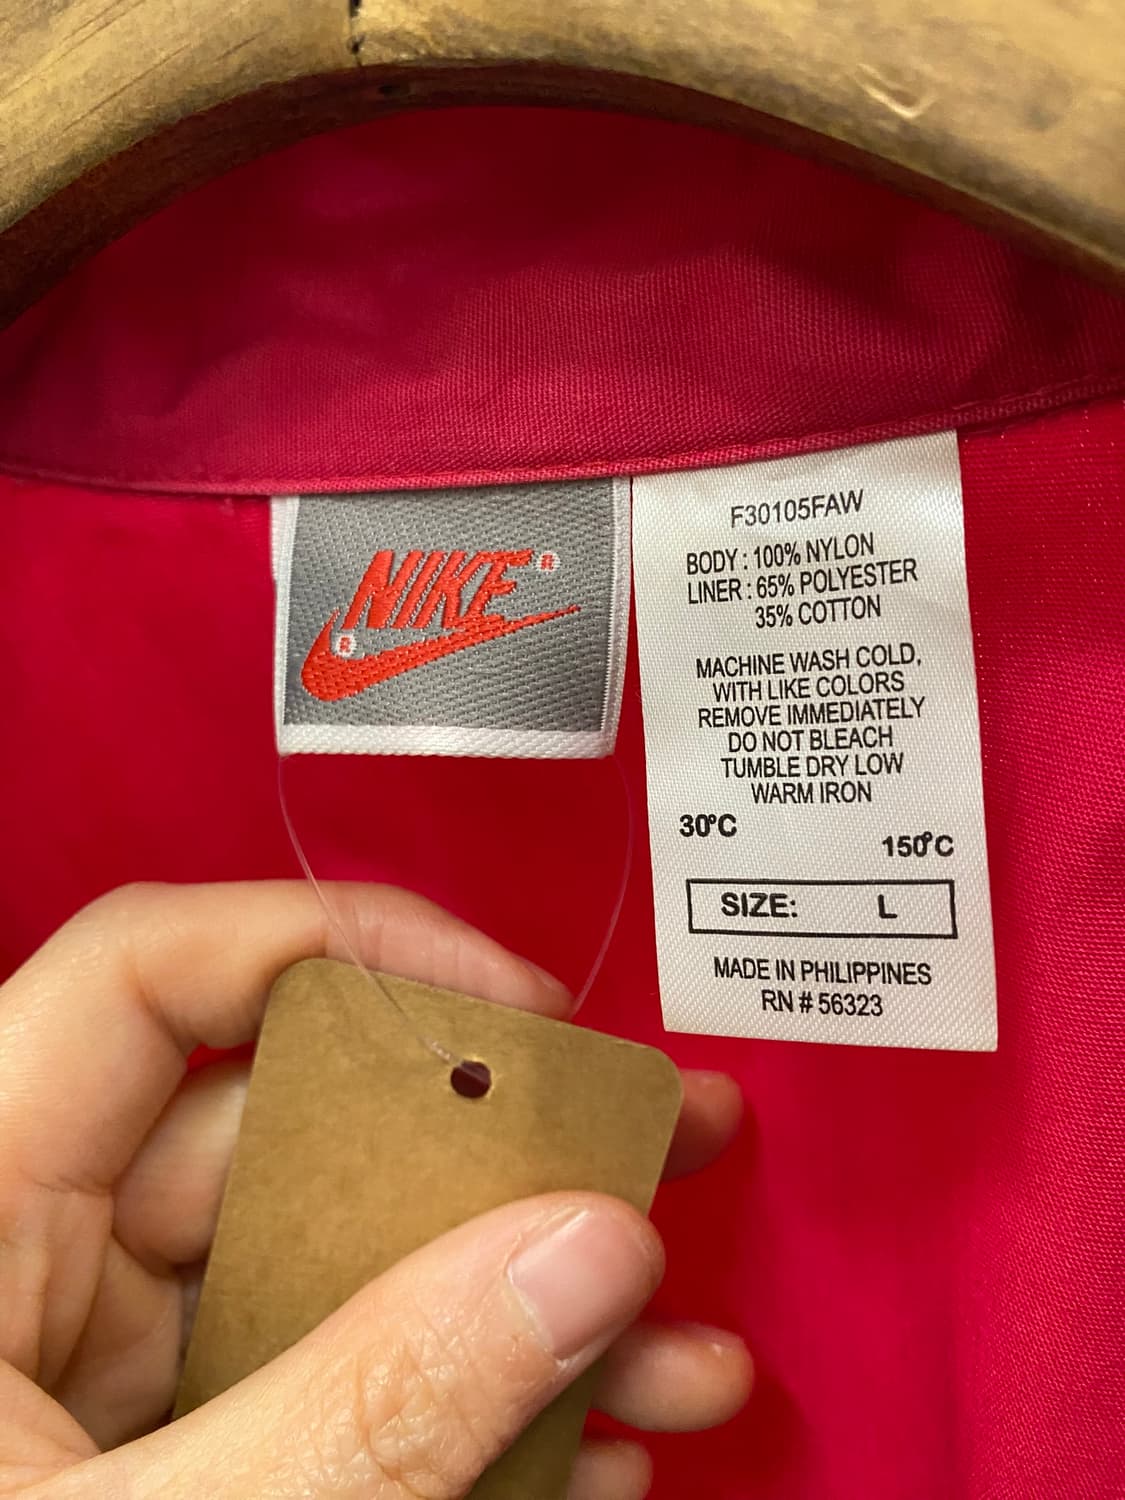 NIKE®
®
F30105FAW
BODY : 100% NYLON
LINER : 65% POLYESTER
35% COTTON
MACHINE WASH COLD,
WITH LIKE COLORS
REMOVE IMMEDIATELY
DO NOT BLEACH
TUMBLE DRY LOW
WARM IRON
30°C
150°C
SIZE: L
MADE IN PHILIPPINES
RN # 56323